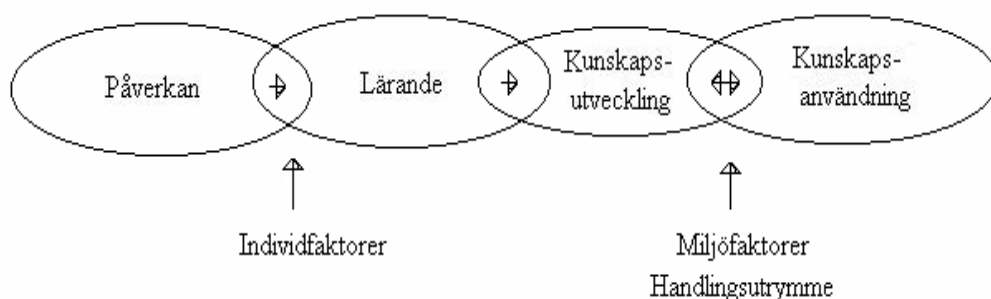 Påverkan
Lärande
Kunskaps-
utveckling
Kunskaps-
användning
Individfaktorer
Miljöfaktorer
Handlingsutrymme